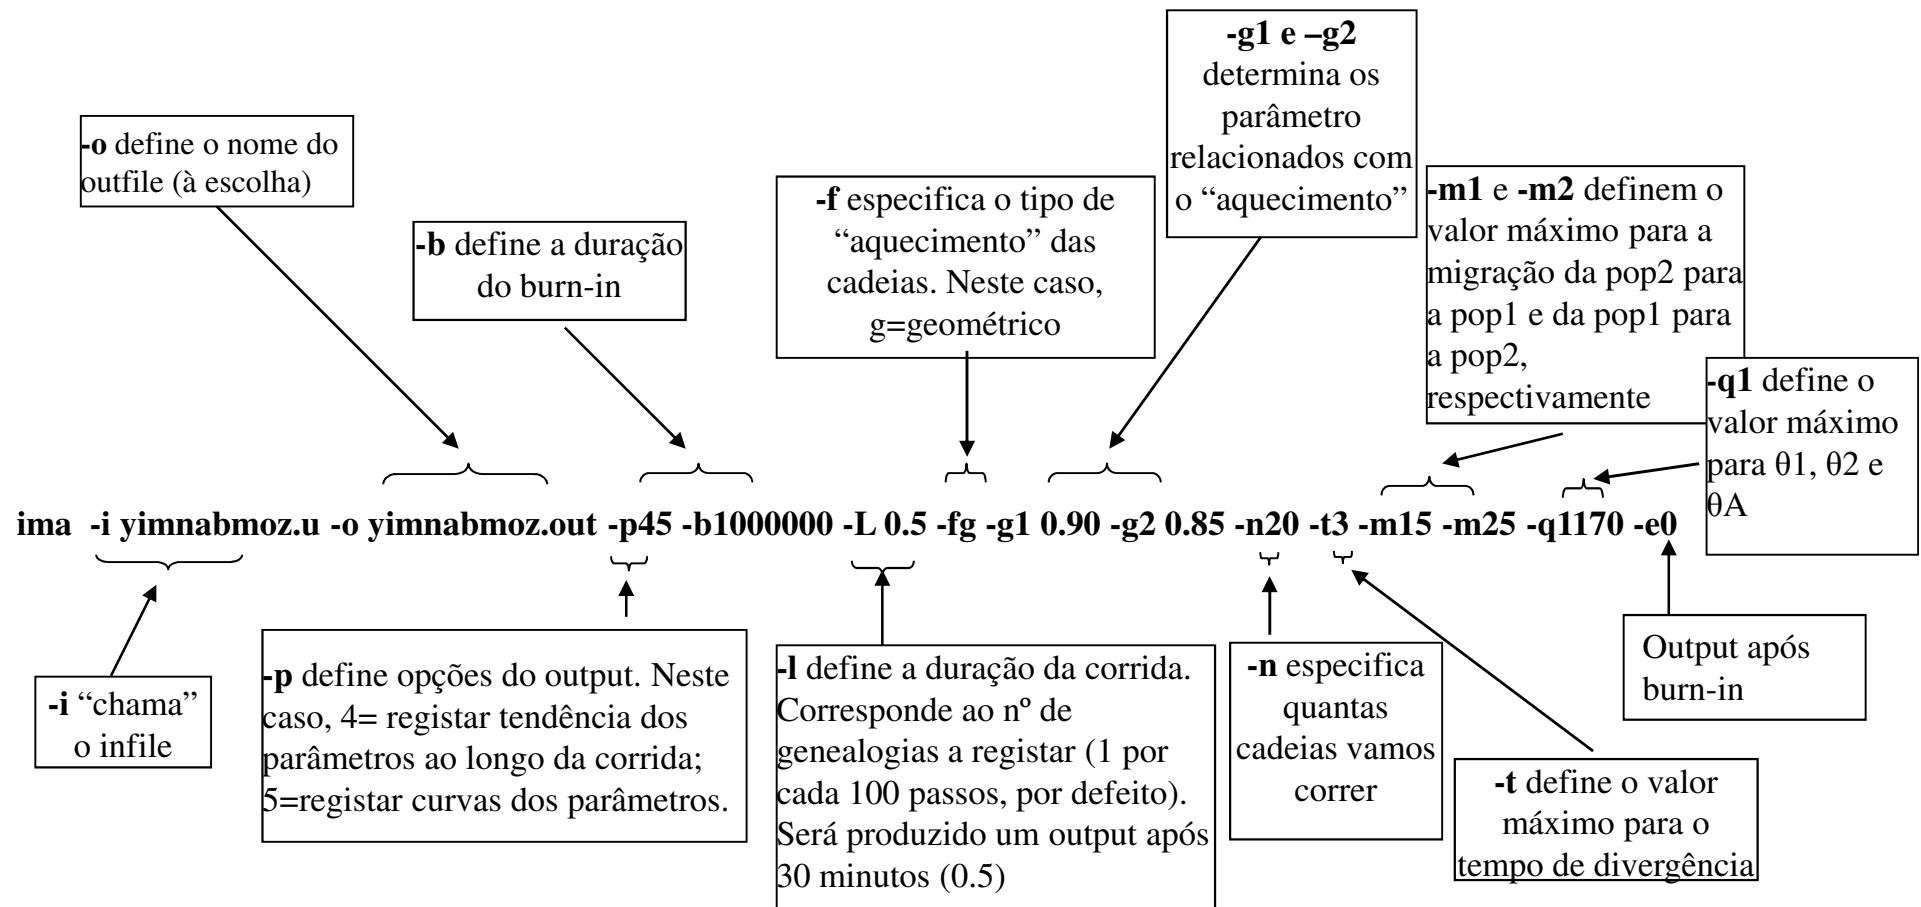 -g1 e –g2
determina os
parâmetro
relacionados com
o “aquecimento”
-o define o nome do
outfile (à escolha)
-b define a duração
do burn-in
-f especifica o tipo de
“aquecimento” das
cadeias. Neste caso,
g=geométrico
-m1 e -m2 definem o
valor máximo para a
migração da pop2 para
a pop1 e da pop1 para
a pop2,
respectivamente
-q1 define o
valor máximo
para θ1, θ2 e
θA
ima -i yimnabmoz.u -o yimnabmoz.out -p45 -b1000000 -L 0.5 -fg -g1 0.90 -g2 0.85 -n20 -t3 -m15 -m25 -q1170 -e0
-i “chama”
o infile
-p define opções do output. Neste
caso, 4= registar tendência dos
parâmetros ao longo da corrida;
5=registar curvas dos parâmetros.
-l define a duração da corrida.
Corresponde ao nº de
genealogias a registar (1 por
cada 100 passos, por defeito).
Será produzido um output após
30 minutos (0.5)
-n especifica
quantas
cadeias vamos
correr
-t define o valor
máximo para o
tempo de divergência
Output após
burn-in